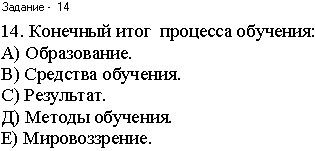 Задание - 14
14. Конечный итог процесса обучения:
А) Образование.
В) Средства обучения.
С) Результат.
Д) Методы обучения.
Е) Мировоззрение.